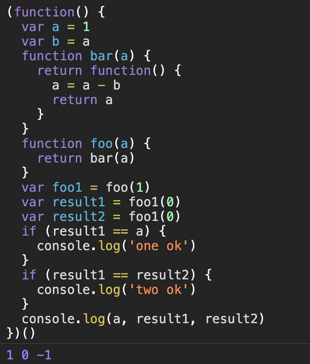 (function() {
  var a = 1
  var b = a
  function bar(a) {
    return function() {
      a = a - b
      return a
    }
  }
  function foo(a) {
    return bar(a)
  }
  var foo1 = foo(1)
  var result1 = foo1(0)
  var result2 = foo1(0)
  if (result1 == a) {
    console.log('one ok')
  }
  if (result1 == result2) {
    console.log('two ok')
  }
  console.log(a, result1, result2)
})()
1 0 -1